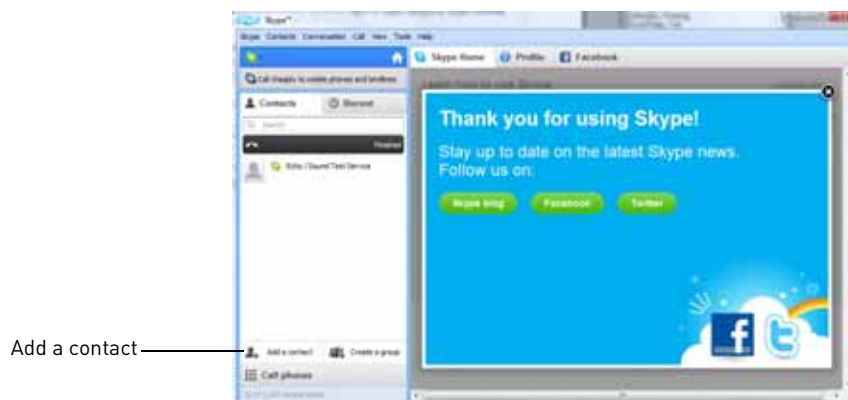 Skype™ -
Skype Contacts Conversation Call View Tools Help
Skype Home Profile Facebook
Call cheaply to mobile phones and landlines
Contacts Recent
Search
Thank you for using Skype!
Stay up to date on the latest Skype news.
Follow us on:
Skype blog Facebook Twitter
Echo / Sound Test Service
Add a contact
Add a contact Create a group
Call phones